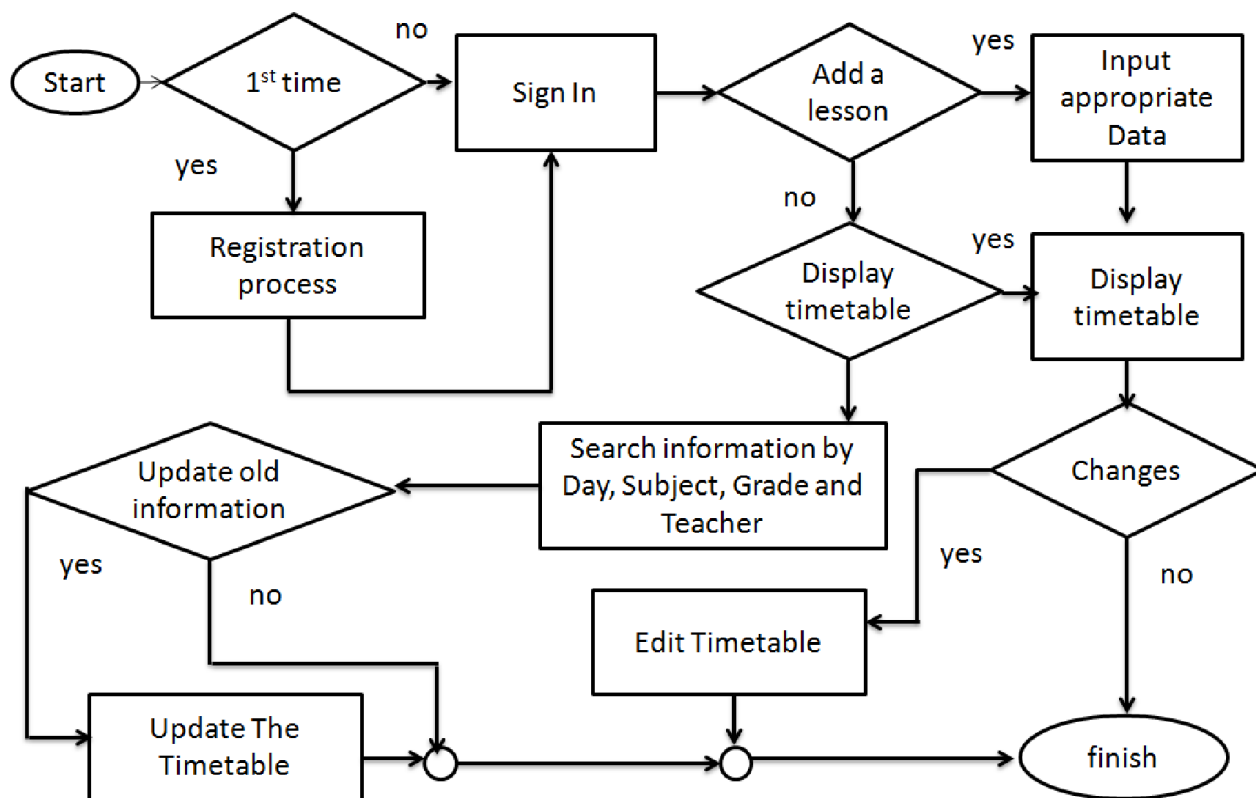 Start
1st time
no
yes
Registration
process
Sign In
Add a
lesson
yes
no
Input
appropriate
Data
Display
timetable
yes
Display
timetable
Search information by
Day, Subject, Grade and
Teacher
Changes
yes
no
Update old
information
yes
no
Edit Timetable
Update The
Timetable
finish